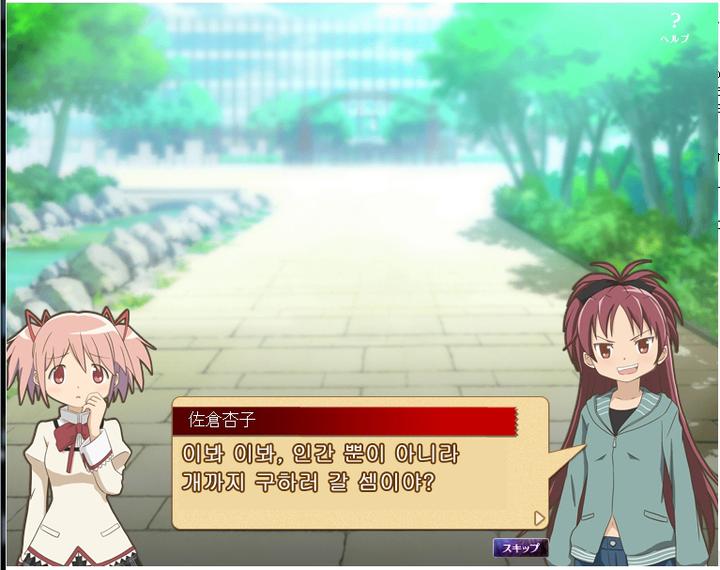 ?
ヘルプ
佐倉杏子
이봐 이봐, 인간 뿐이 아니라
개까지 구하러 갈 셈이야?
スキップ